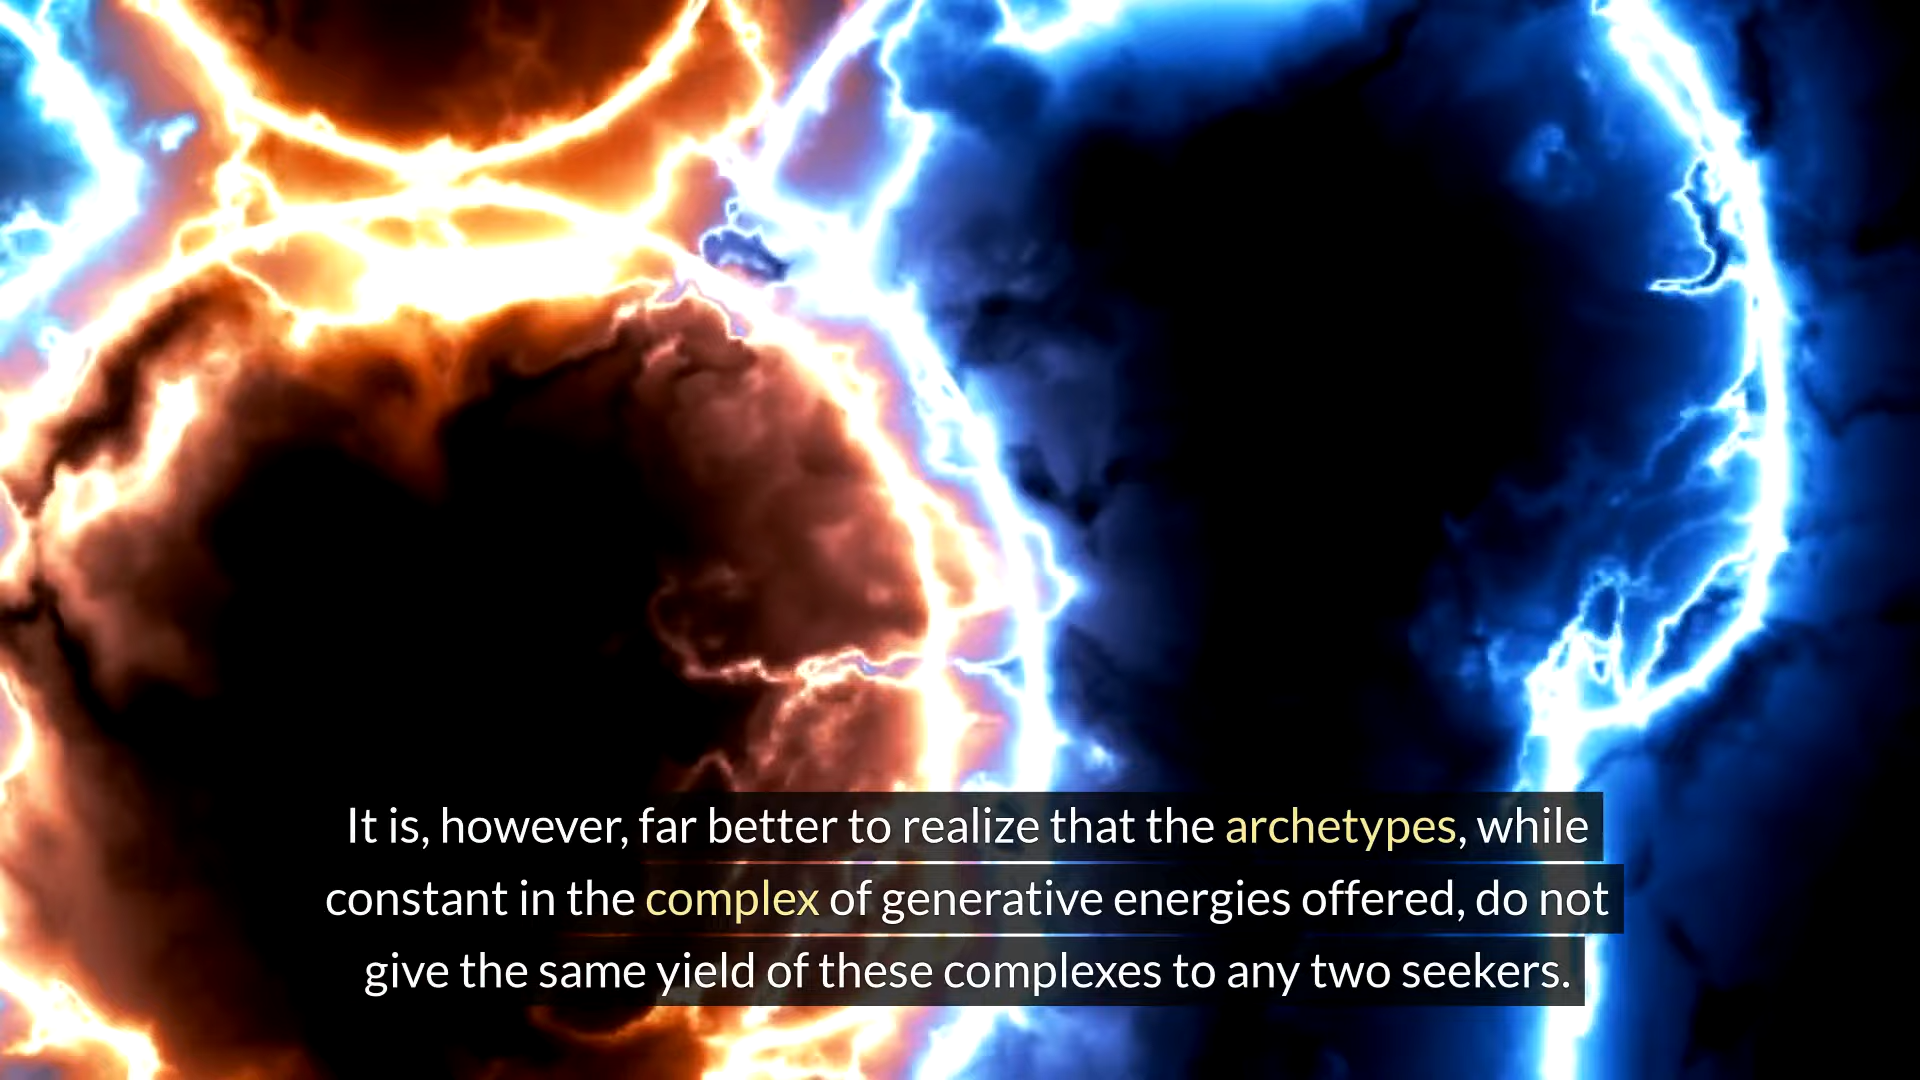 It is, however, far better to realize that the archetypes, while
constant in the complex of generative energies offered, do not
give the same yield of these complexes to any two seekers.